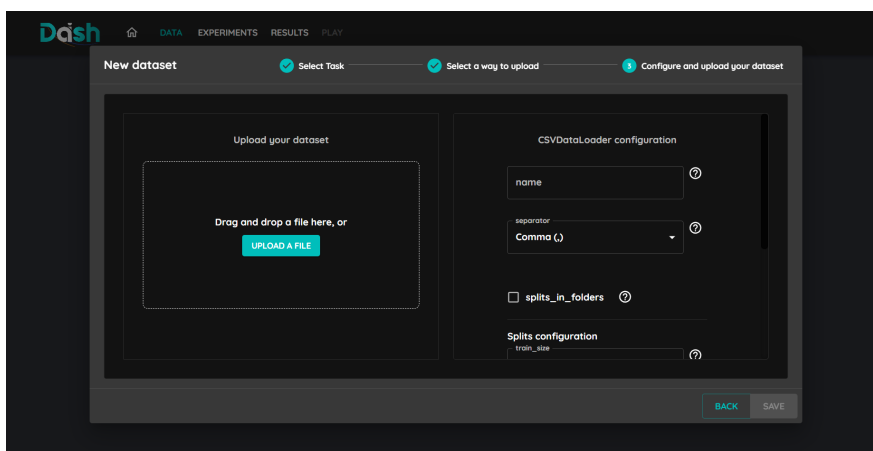 Dash DATA EXPERIMENTS RESULTS PLAY
New dataset Select Task Select a way to upload 3 Configure and upload your dataset
Upload your dataset
Drag and drop a file here, or
UPLOAD A FILE
CSVDataLoader configuration
name
separator
Comma (,)
splits_in_folders
Splits configuration
train_size
BACK SAVE